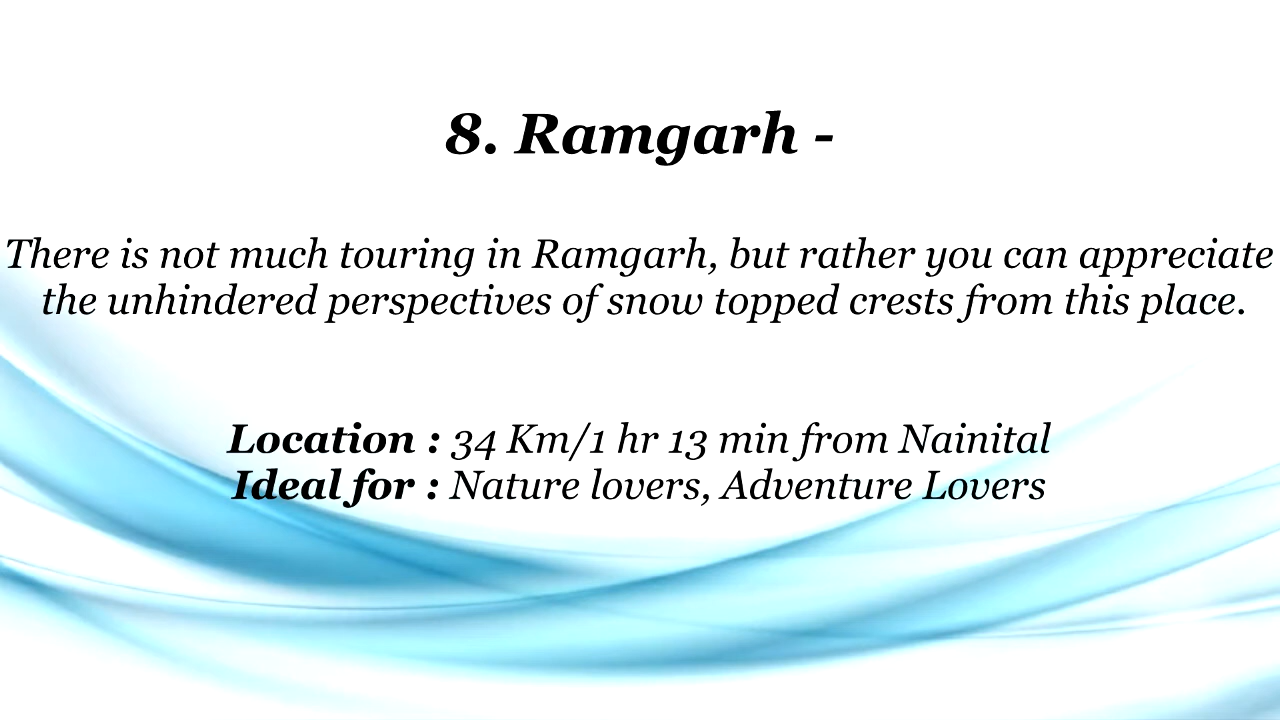 8. Ramgarh -
There is not much touring in Ramgarh, but rather you can appreciate
the unhindered perspectives of snow topped crests from this place.
Location : 34 Km/1 hr 13 min from Nainital
Ideal for : Nature lovers, Adventure Lovers